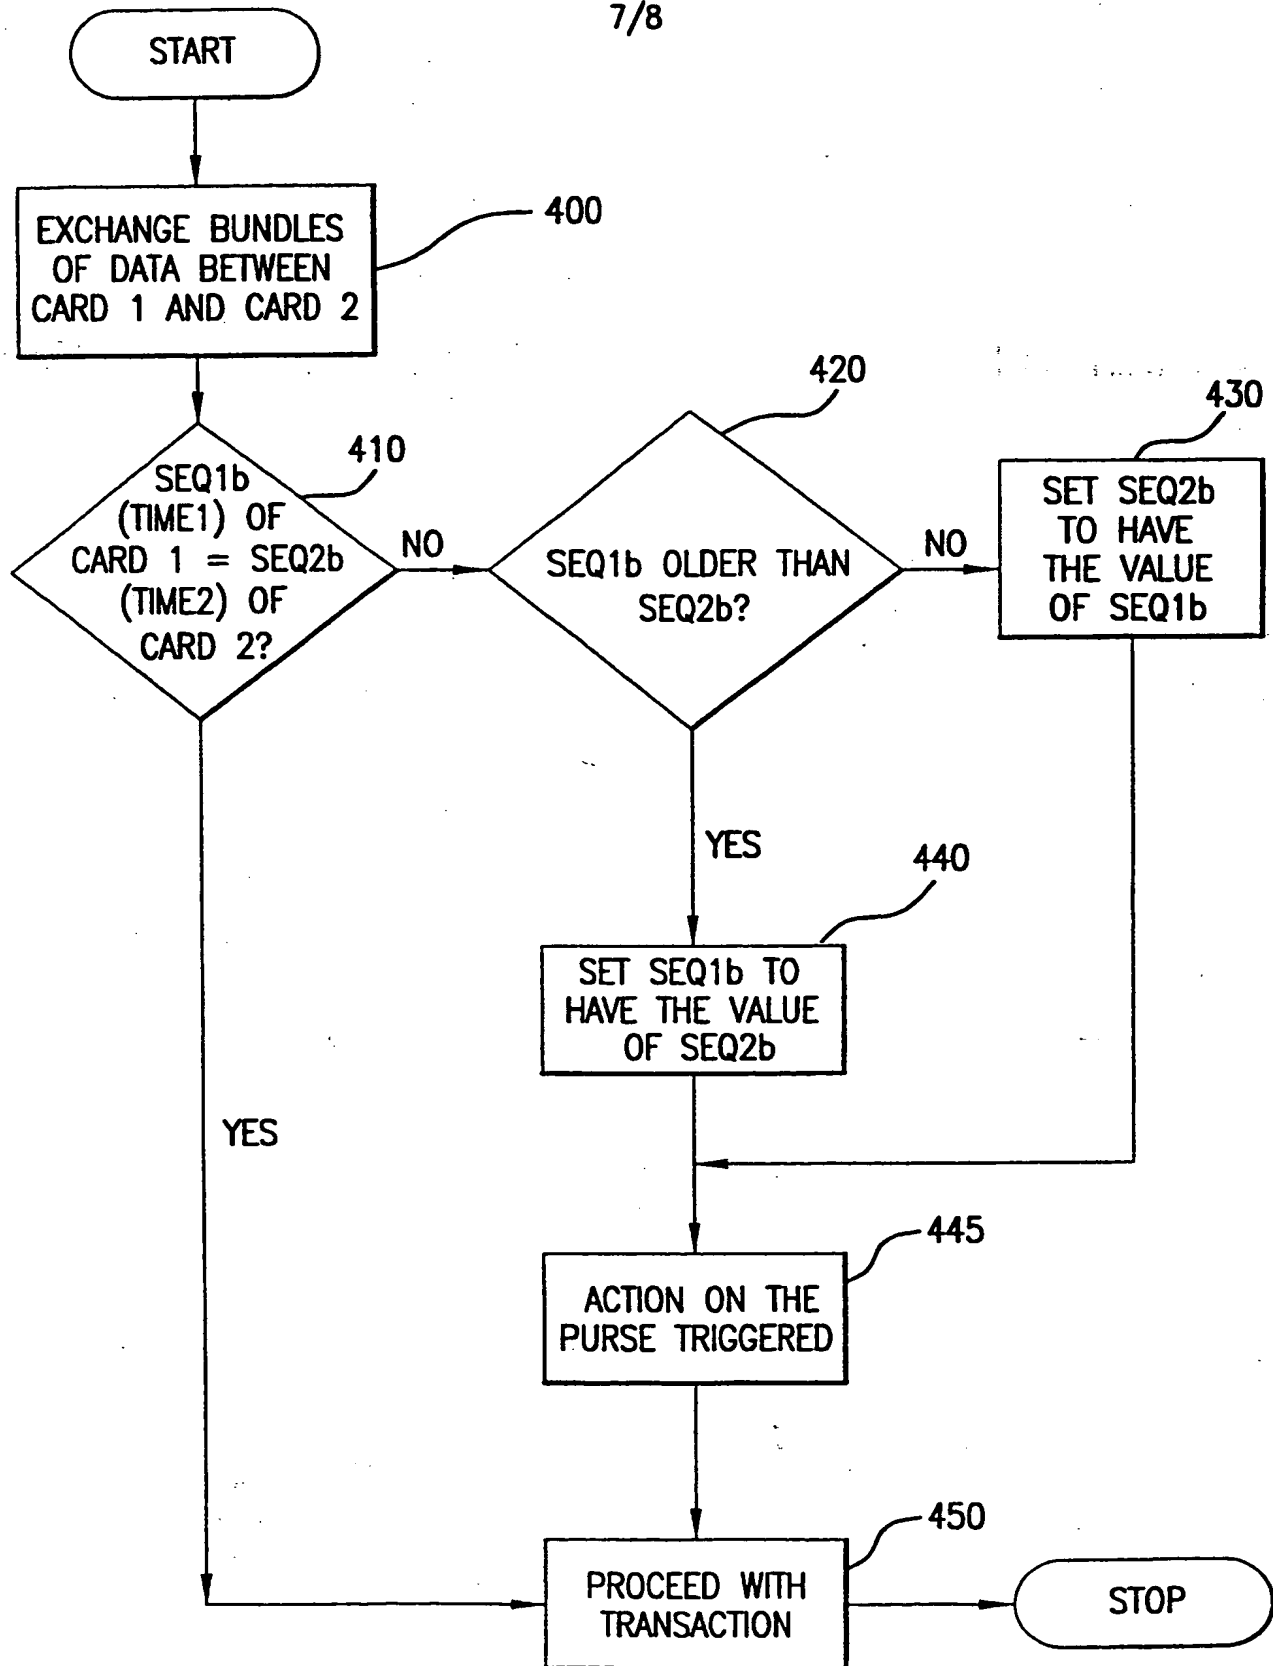 7/8
START
EXCHANGE BUNDLES
OF DATA BETWEEN
CARD 1 AND CARD 2
400
SEQ1b
(TIME1) OF
CARD 1 = SEQ2b
(TIME2) OF
CARD 2?
410
NO
SEQ1b OLDER THAN
SEQ2b?
420
NO
SET SEQ2b
TO HAVE
THE VALUE
OF SEQ1b
430
YES
SET SEQ1b TO
HAVE THE VALUE
OF SEQ2b
440
YES
ACTION ON THE
PURSE TRIGGERED
445
PROCEED WITH
TRANSACTION
450
STOP